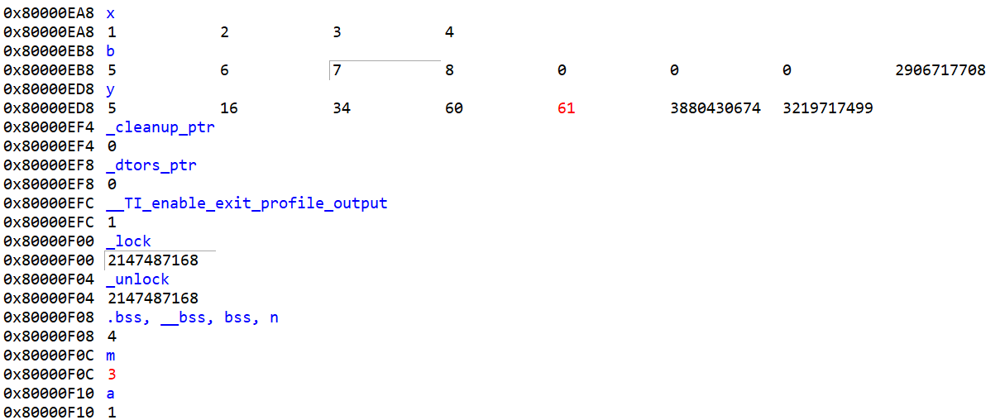 0x80000EA8 x
0x80000EA8 1 2 3 4
0x80000EB8 b
0x80000EB8 5 6 7 8 0 0 0 2906717708
0x80000ED8 y
0x80000ED8 5 16 34 60 61 3880430674 3219717499
0x80000EF4 _cleanup_ptr
0x80000EF4 0
0x80000EF8 _dtors_ptr
0x80000EF8 0
0x80000EFC __TI_enable_exit_profile_output
0x80000EFC 1
0x80000F00 _lock
0x80000F00 2147487168
0x80000F04 _unlock
0x80000F04 2147487168
0x80000F08 .bss, __bss, bss, n
0x80000F08 4
0x80000F0C m
0x80000F0C 3
0x80000F10 a
0x80000F10 1